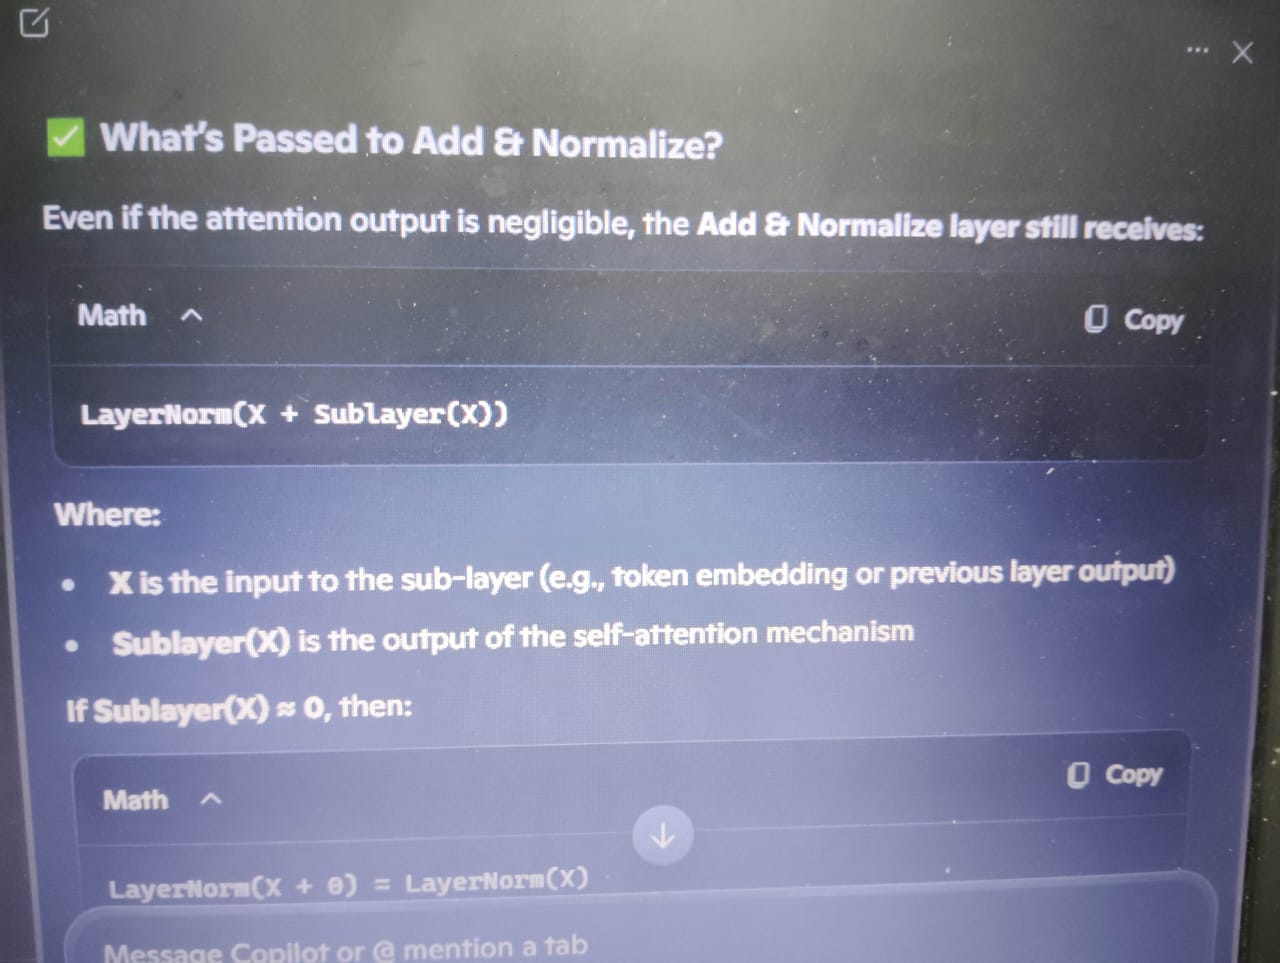 ✅ What's Passed to Add & Normalize?
Even if the attention output is negligible, the Add & Normalize layer still receives:
Math
Copy
LayerNorm(X + Sublayer(X))
Where:
• X is the input to the sub-layer (e.g., token embedding or previous layer output)
• Sublayer(X) is the output of the self-attention mechanism
If Sublayer(X) ≈ 0, then:
Math
Copy
LayerNorm(X + 0) = LayerNorm(X)
Message Copilot or @ mention a tab